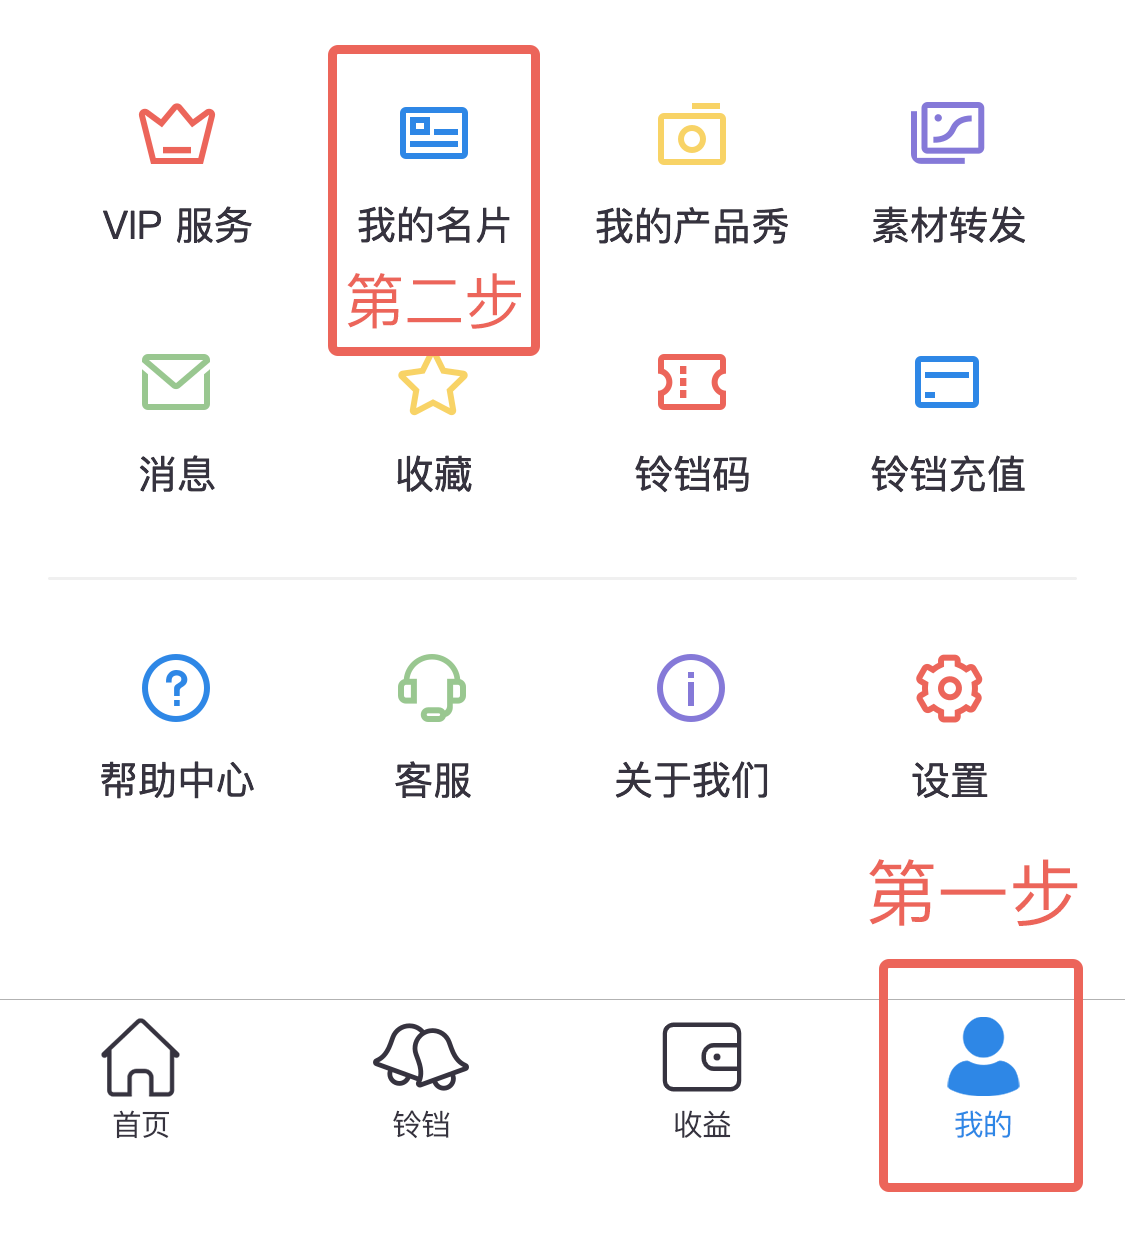 VIP 服务 我的名片 我的产品秀 素材转发
第二步
消息 收藏 铃铛码 铃铛充值
帮助中心 客服 关于我们 设置
第一步
首页 铃铛 收益 我的